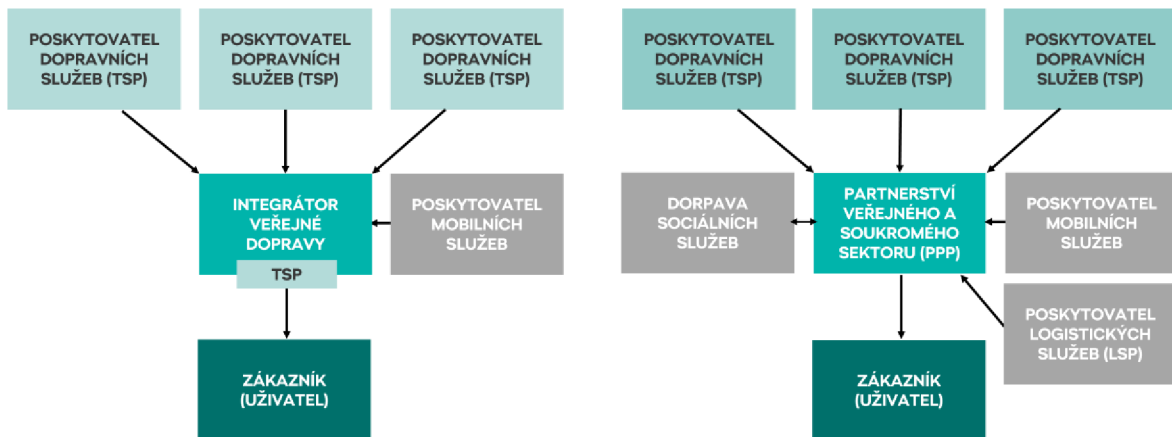 POSKYTOVATEL
DOPRAVNÍCH
SLUŽEB (TSP)
POSKYTOVATEL
DOPRAVNÍCH
SLUŽEB (TSP)
POSKYTOVATEL
DOPRAVNÍCH
SLUŽEB (TSP)
INTEGRÁTOR
VEŘEJNÉ
DOPRAVY
TSP
POSKYTOVATEL
MOBILNÍCH
SLUŽEB
ZÁKAZNÍK
(UŽIVATEL)
POSKYTOVATEL
DOPRAVNÍCH
SLUŽEB (TSP)
POSKYTOVATEL
DOPRAVNÍCH
SLUŽEB (TSP)
POSKYTOVATEL
DOPRAVNÍCH
SLUŽEB (TSP)
DORPAVA
SOCIÁLNÍCH
SLUŽEB
PARTNERSTVÍ
VEŘEJNÉHO A
SOUKROMÉHO
SEKTORU (PPP)
POSKYTOVATEL
MOBILNÍCH
SLUŽEB
POSKYTOVATEL
LOGISTICKÝCH
SLUŽEB (LSP)
ZÁKAZNÍK
(UŽIVATEL)